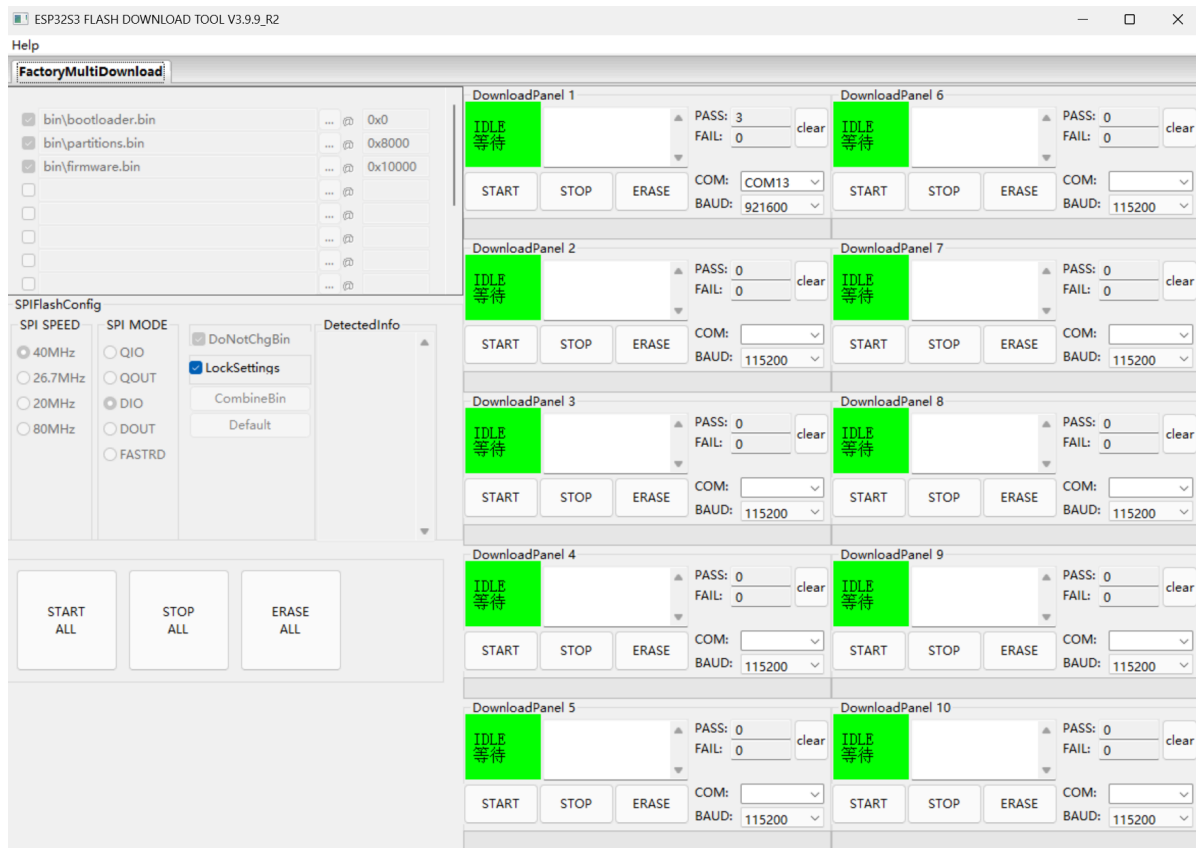 ESP32S3 FLASH DOWNLOAD TOOL V3.9.9_R2
Help
FactoryMultiDownload
bin\bootloader.bin ... @ 0x0
bin\partitions.bin ... @ 0x8000
bin\firmware.bin ... @ 0x10000
... @
... @
... @
... @
... @
SPIFlashConfig
SPI SPEED
40MHz
26.7MHz
20MHz
80MHz
SPI MODE
QIO
QOUT
DIO
DOUT
FASTRD
DoNotChgBin
LockSettings
CombineBin
Default
DetectedInfo
START
ALL
STOP
ALL
ERASE
ALL
DownloadPanel 1
IDLE
等待
PASS: 3
FAIL: 0
clear
START STOP ERASE
COM: COM13
BAUD: 921600
DownloadPanel 2
IDLE
等待
PASS: 0
FAIL: 0
clear
START STOP ERASE
COM:
BAUD: 115200
DownloadPanel 3
IDLE
等待
PASS: 0
FAIL: 0
clear
START STOP ERASE
COM:
BAUD: 115200
DownloadPanel 4
IDLE
等待
PASS: 0
FAIL: 0
clear
START STOP ERASE
COM:
BAUD: 115200
DownloadPanel 5
IDLE
等待
PASS: 0
FAIL: 0
clear
START STOP ERASE
COM:
BAUD: 115200
DownloadPanel 6
IDLE
等待
PASS: 0
FAIL: 0
clear
START STOP ERASE
COM:
BAUD: 115200
DownloadPanel 7
IDLE
等待
PASS: 0
FAIL: 0
clear
START STOP ERASE
COM:
BAUD: 115200
DownloadPanel 8
IDLE
等待
PASS: 0
FAIL: 0
clear
START STOP ERASE
COM:
BAUD: 115200
DownloadPanel 9
IDLE
等待
PASS: 0
FAIL: 0
clear
START STOP ERASE
COM:
BAUD: 115200
DownloadPanel 10
IDLE
等待
PASS: 0
FAIL: 0
clear
START STOP ERASE
COM:
BAUD: 115200